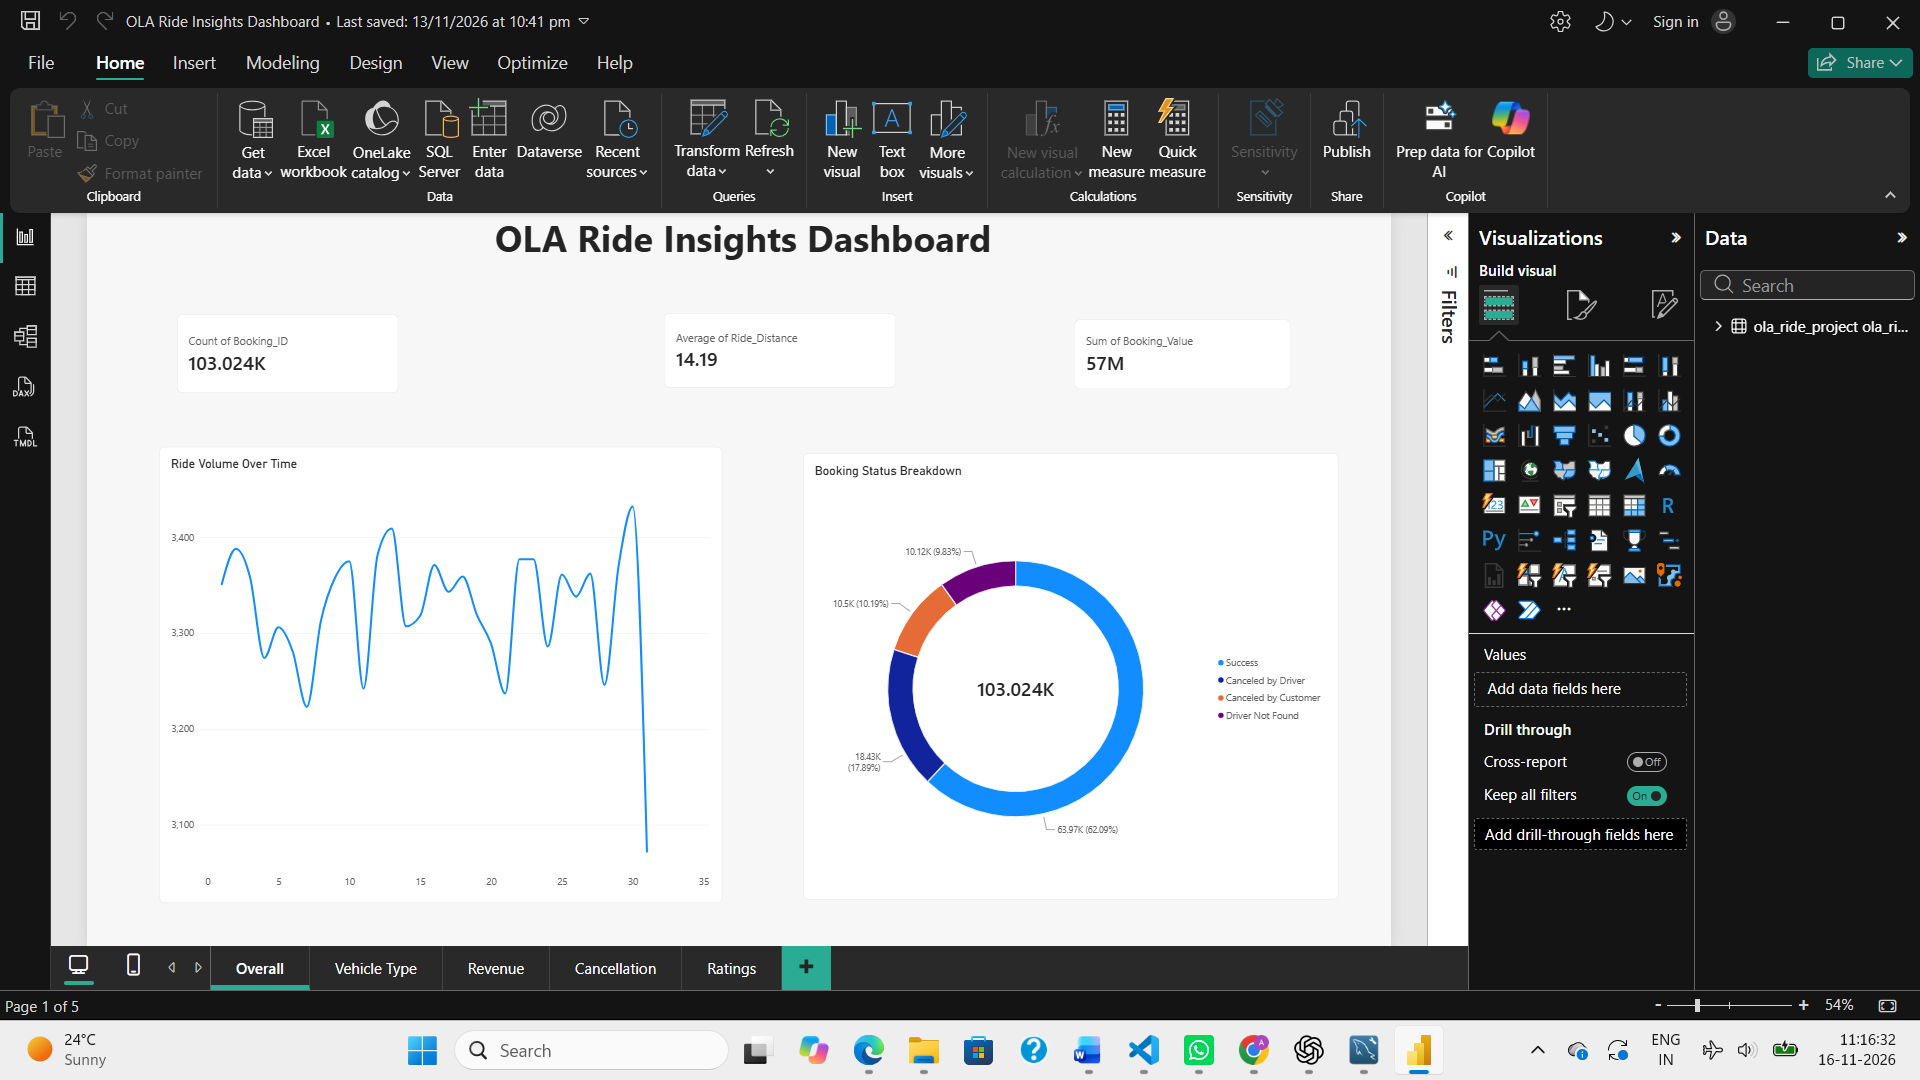 OLA Ride Insights Dashboard • Last saved: 13/11/2026 at 10:41 pm
Sign in
File
Home
Insert
Modeling
Design
View
Optimize
Help
Share
Paste
Cut
Copy
Format painter
Clipboard
Get
data
Excel
workbook
OneLake
catalog
SQL
Server
Enter
data
Dataverse
Recent
sources
Data
Transform
data
Refresh
Queries
New
visual
Text
box
More
visuals
Insert
New visual
calculation
New
measure
Quick
measure
Calculations
Sensitivity
Sensitivity
Publish
Share
Prep data for
AI
Copilot
Copilot
DAX
TMDL
OLA Ride Insights Dashboard
Count of Booking_ID
103.024K
Average of Ride_Distance
14.19
Sum of Booking_Value
57M
Ride Volume Over Time
3,400
3,300
3,200
3,100
0 5 10 15 20 25 30 35
Booking Status Breakdown
10.12K (9.83%)
10.5K (10.19%)
18.43K
(17.89%)
63.97K (62.09%)
103.024K
Success
Canceled by Driver
Canceled by Customer
Driver Not Found
Filters
Visualizations
Build visual
123
R
Py
Values
Add data fields here
Drill through
Cross-report
Off
Keep all filters
On
Add drill-through fields here
Data
Search
ola_ride_project ola_ri...
Overall
Vehicle Type
Revenue
Cancellation
Ratings
+
Page 1 of 5
- + 54%
24°C
Sunny
Search
ENG
IN
11:16:32
16-11-2026